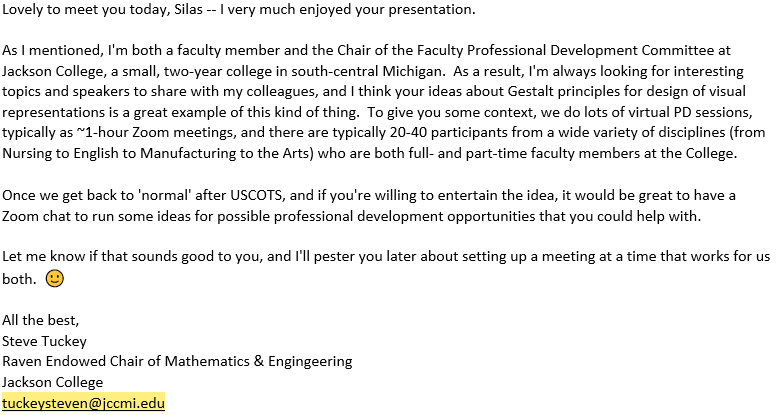 Lovely to meet you today, Silas -- I very much enjoyed your presentation.
As I mentioned, I'm both a faculty member and the Chair of the Faculty Professional Development Committee at
Jackson College, a small, two-year college in south-central Michigan.  As a result, I'm always looking for interesting
topics and speakers to share with my colleagues, and I think your ideas about Gestalt principles for design of visual
representations is a great example of this kind of thing.  To give you some context, we do lots of virtual PD sessions,
typically as ~1-hour Zoom meetings, and there are typically 20-40 participants from a wide variety of disciplines (from
Nursing to English to Manufacturing to the Arts) who are both full- and part-time faculty members at the College.
Once we get back to 'normal' after USCOTS, and if you're willing to entertain the idea, it would be great to have a
Zoom chat to run some ideas for possible professional development opportunities that you could help with.
Let me know if that sounds good to you, and I'll pester you later about setting up a meeting at a time that works for us
both. 🙂
All the best,
Steve Tuckey
Raven Endowed Chair of Mathematics & Engingeering
Jackson College
tuckeysteven@jccmi.edu